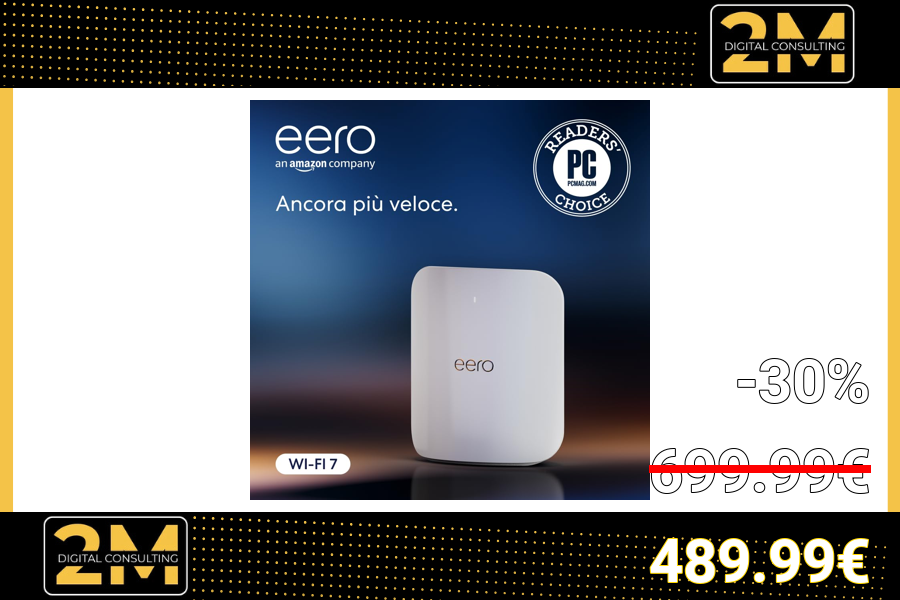 2M
DIGITAL CONSULTING
eero
an amazon company
READERS'
PC
PCMAG.COM
CHOICE
Ancora più veloce.
eero
-30%
699.99€
WI-FI 7
2M
DIGITAL CONSULTING
489.99€